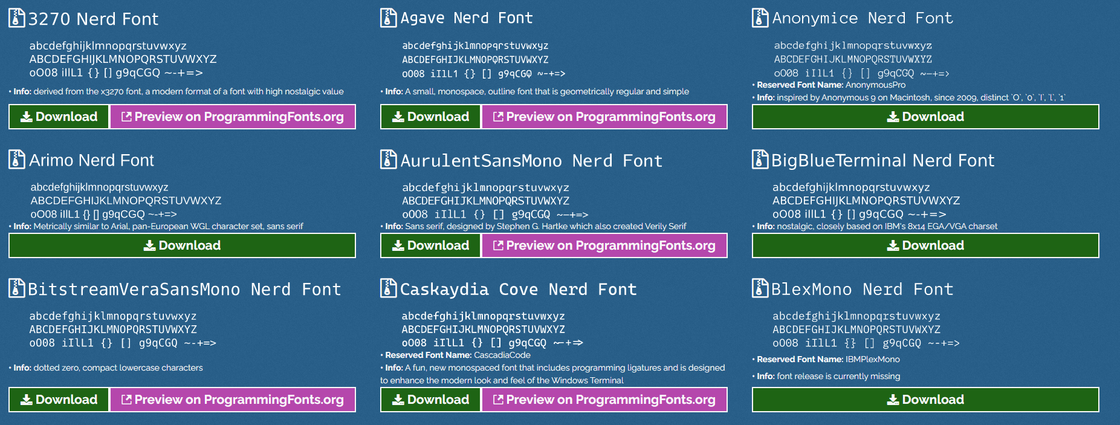 3270 Nerd Font
abcdefghijklmnopqrstuvwxyz
ABCDEFGHIJKLMNOPQRSTUVWXYZ
oO08 iIlL1 {} [] g9qCGQ ~-+=>
• Info: derived from the x3270 font, a modern format of a font with high nostalgic value
Download
Preview on ProgrammingFonts.org
Agave Nerd Font
abcdefghijklmnopqrstuvwxyz
ABCDEFGHIJKLMNOPQRSTUVWXYZ
oO08 iIlL1 {} [] g9qCGQ ~-+=>
• Info: A small, monospace, outline font that is geometrically regular and simple
Download
Preview on ProgrammingFonts.org
Anonymice Nerd Font
abcdefghijklmnopqrstuvwxyz
ABCDEFGHIJKLMNOPQRSTUVWXYZ
oO08 iIlL1 {} [] g9qCGQ ~-+=>
• Reserved Font Name: AnonymousPro
• Info: inspired by Anonymous 9 on Macintosh, since 2009, distinct 'O', '0', 'I', 'l', '1'
Download
Arimo Nerd Font
abcdefghijklmnopqrstuvwxyz
ABCDEFGHIJKLMNOPQRSTUVWXYZ
oO08 iIlL1 {} [] g9qCGQ ~-+=>
• Info: Metrically similar to Arial, pan-European WGL character set, sans serif
Download
AurulentSansMono Nerd Font
abcdefghijklmnopqrstuvwxyz
ABCDEFGHIJKLMNOPQRSTUVWXYZ
oO08 iIlL1 {} [] g9qCGQ ~-+=>
• Info: Sans serif, designed by Stephen G. Hartke which also created Verily Serif
Download
Preview on ProgrammingFonts.org
BigBlueTerminal Nerd Font
abcdefghijklmnopqrstuvwxyz
ABCDEFGHIJKLMNOPQRSTUVWXYZ
oO08 iIlL1 {} [] g9qCGQ ~-+=>
• Info: nostalgic, closely based on IBM's 8x14 EGA/VGA charset
Download
BitstreamVeraSansMono Nerd Font
abcdefghijklmnopqrstuvwxyz
ABCDEFGHIJKLMNOPQRSTUVWXYZ
oO08 iIlL1 {} [] g9qCGQ ~-+=>
• Info: dotted zero, compact lowercase characters
Download
Preview on ProgrammingFonts.org
Caskaydia Cove Nerd Font
abcdefghijklmnopqrstuvwxyz
ABCDEFGHIJKLMNOPQRSTUVWXYZ
oO08 iIlL1 {} [] g9qCGQ ~-+=>
• Reserved Font Name: CascadiaCode
• Info: A fun, new monospaced font that includes programming ligatures and is designed
to enhance the modern look and feel of the Windows Terminal
Download
Preview on ProgrammingFonts.org
BlexMono Nerd Font
abcdefghijklmnopqrstuvwxyz
ABCDEFGHIJKLMNOPQRSTUVWXYZ
oO08 iIlL1 {} [] g9qCGQ ~-+=>
• Reserved Font Name: IBMPlexMono
• Info: font release is currently missing
Download